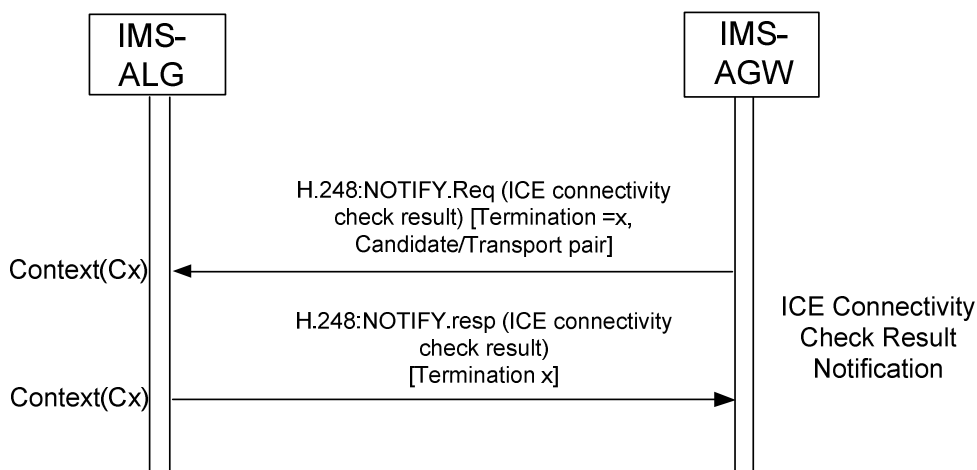 IMS-
ALG
IMS-
AGW
H.248:NOTIFY.Req (ICE connectivity
check result) [Termination =x,
Candidate/Transport pair]
Context(Cx)
H.248:NOTIFY.resp (ICE connectivity
check result)
[Termination x]
Context(Cx)
ICE Connectivity
Check Result
Notification